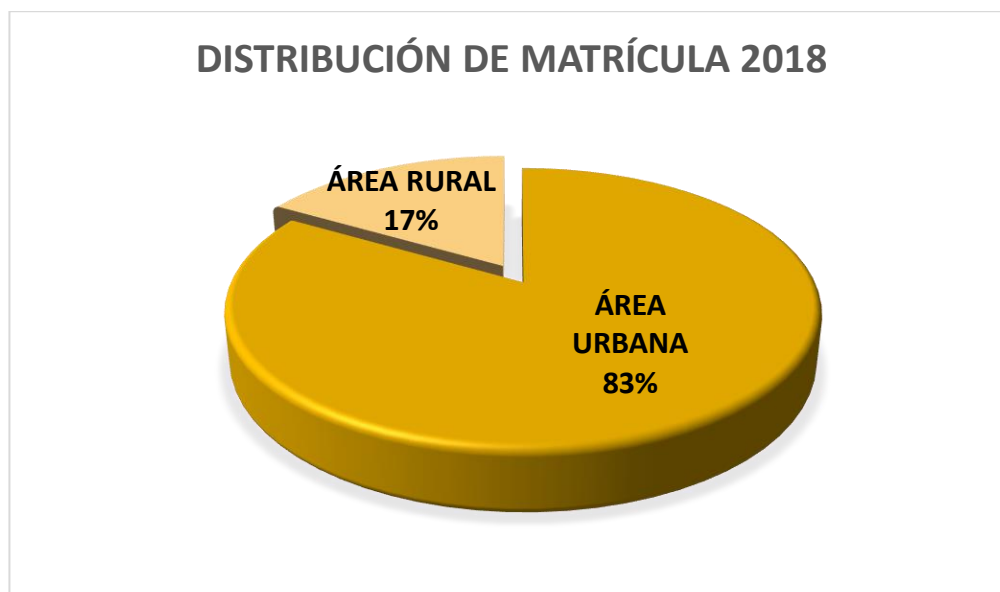 DISTRIBUCIÓN DE MATRÍCULA 2018
ÁREA RURAL
17%
ÁREA
URBANA
83%